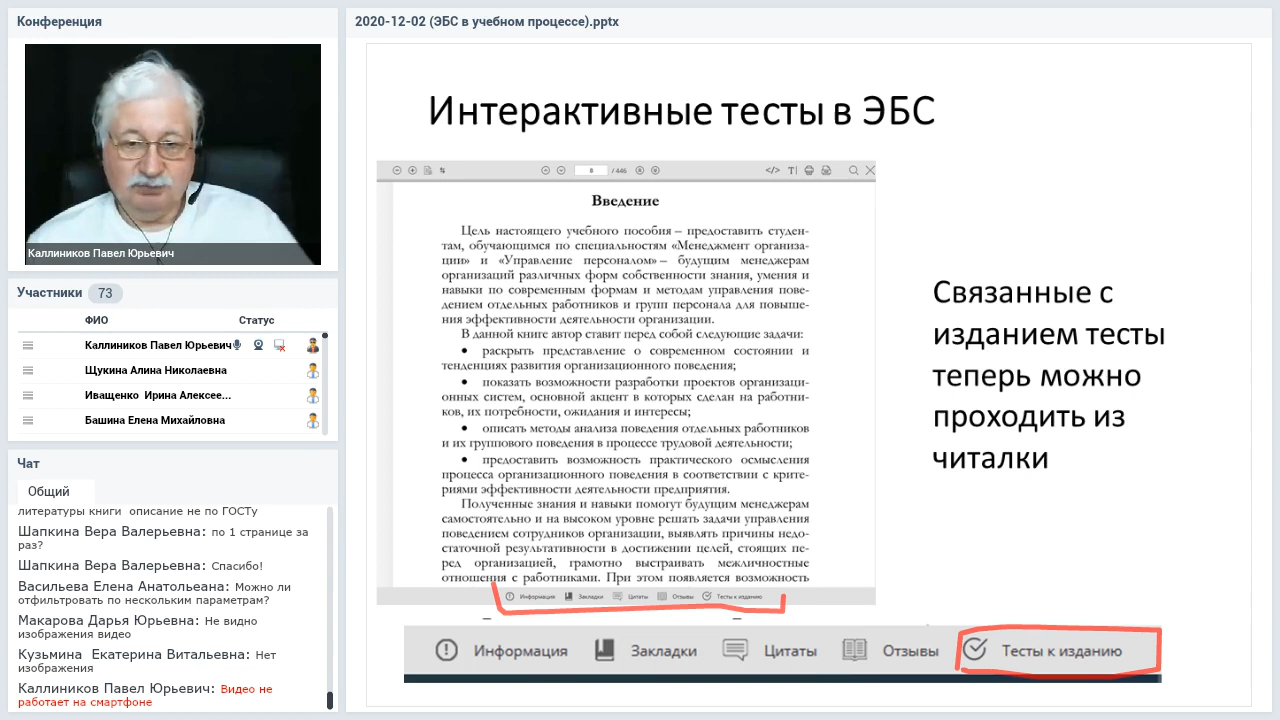 Конференция
Каллиников Павел Юрьевич
Участники 73
ФИО Статус
Каллиников Павел Юрьевич
Щукина Алина Николаевна
Иващенко Ирина Алексее...
Башина Елена Михайловна
Чат
Общий
литературы книги описание не по ГОСТу
Шапкина Вера Валерьевна: по 1 странице за
раз?
Шапкина Вера Валерьевна: Спасибо!
Васильева Елена Анатольеана: Можно ли
отфильтровать по нескольким параметрам?
Макарова Дарья Юрьевна: Не видно
изображения видео
Кузьмина Екатерина Витальевна: Нет
изображения
Каллиников Павел Юрьевич: Видео не
работает на смартфоне
2020-12-02 (ЭБС в учебном процессе).pptx
Интерактивные тесты в ЭБС
8 / 446
Введение
Цель настоящего учебного пособия – предоставить студен-
там, обучающимся по специальностям «Менеджмент организа-
ции» и «Управление персоналом» – будущим менеджерам
организаций различных форм собственности знания, умения и
навыки по современным формам и методам управления пове-
дением отдельных работников и групп персонала для повыше-
ния эффективности деятельности организации.
В данной книге автор ставит перед собой следующие задачи:
• раскрыть представление о современном состоянии и
тенденциях развития организационного поведения;
• показать возможности разработки проектов организаци-
онных систем, основной акцент в которых сделан на работни-
ков, их потребности, ожидания и интересы;
• описать методы анализа поведения отдельных работников
и их группового поведения в процессе трудовой деятельности;
• предоставить возможность практического осмысления
процесса организационного поведения в соответствии с крите-
риями эффективности деятельности предприятия.
Полученные знания и навыки помогут будущим менеджерам
самостоятельно и на высоком уровне решать задачи управления
поведением сотрудников организации, выявлять причины недо-
статочной результативности в достижении целей, стоящих пе-
ред организацией, грамотно выстраивать межличностные
отношения с работниками. При этом появляется возможность
Информация Закладки Цитаты Отзывы Тесты к изданию
Информация Закладки Цитаты Отзывы Тесты к изданию
Связанные с
изданием тесты
теперь можно
проходить из
читалки